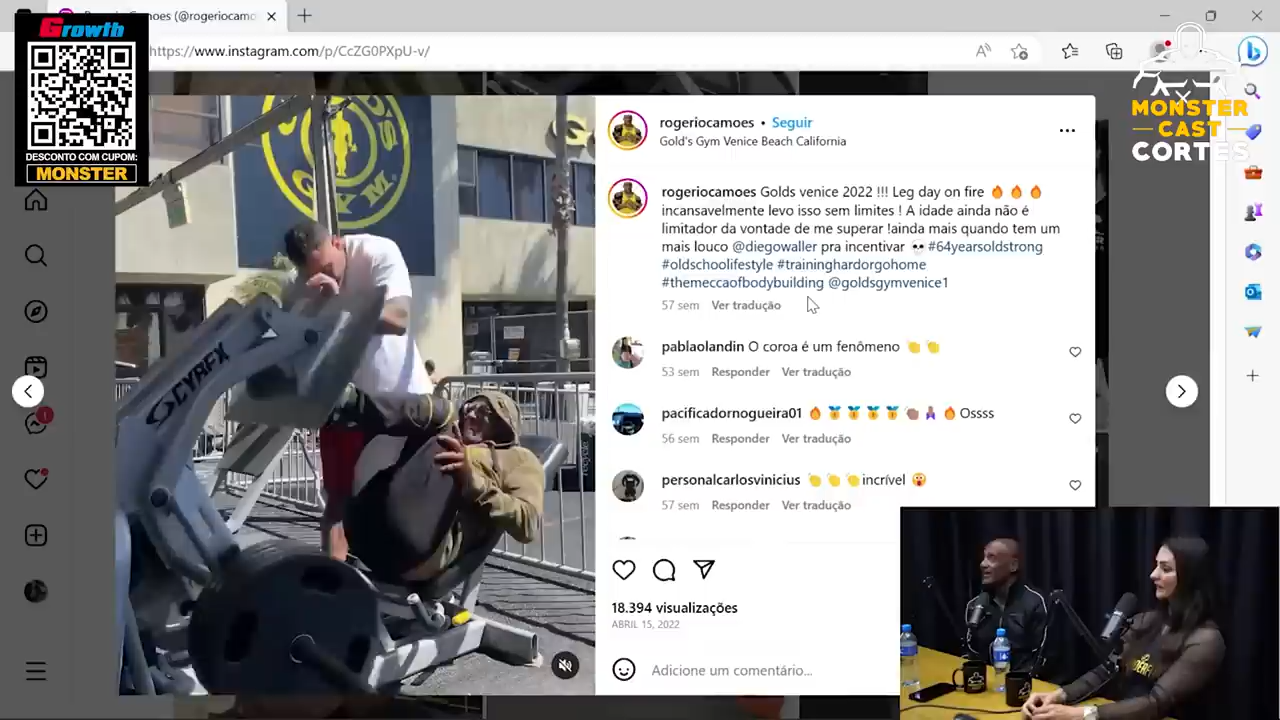 Growth
DESCONTO COM CUPOM:
MONSTER
https://www.instagram.com/p/CcZG0PXpU-v/
MONSTER
CAST
CORTES
GOLD'S
GYM
CYBEX
rogeriocamoes • Seguir
Gold's Gym Venice Beach California
rogeriocamoes Golds venice 2022 !!! Leg day on fire 🔥 🔥 🔥
incansavelmente levo isso sem limites ! A idade ainda não é
limitador da vontade de me superar !ainda mais quando tem um
mais louco @diegowaller pra incentivar 💀 #64yearsoldstrong
#oldschoolifestyle #traininghardorgohome
#themeccaofbodybuilding @goldsgymvenice1
57 sem Ver tradução
pablaolandin O coroa é um fenômeno 👏 👏
53 sem Responder Ver tradução
pacificadornogueira01 🔥 🏅 🏅 🏅 🏅 👊🏽 🙏🏽 🔥 Ossss
56 sem Responder Ver tradução
personalcarlosvinicius 👏 👏 👏 incrível 😱
57 sem Responder Ver tradução
18.394 visualizações
ABRIL 15, 2022
Adicione um comentário...